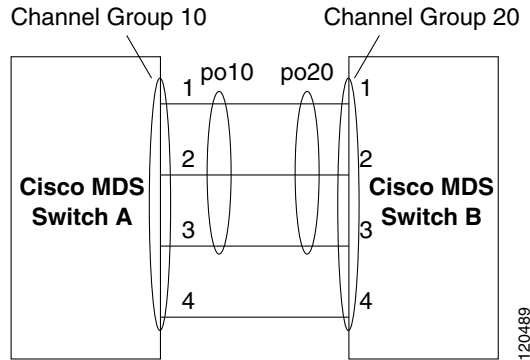 Channel Group 10
Channel Group 20
po10
po20
1
1
2
2
Cisco MDS
Switch A
Cisco MDS
Switch B
3
3
4
4
120489